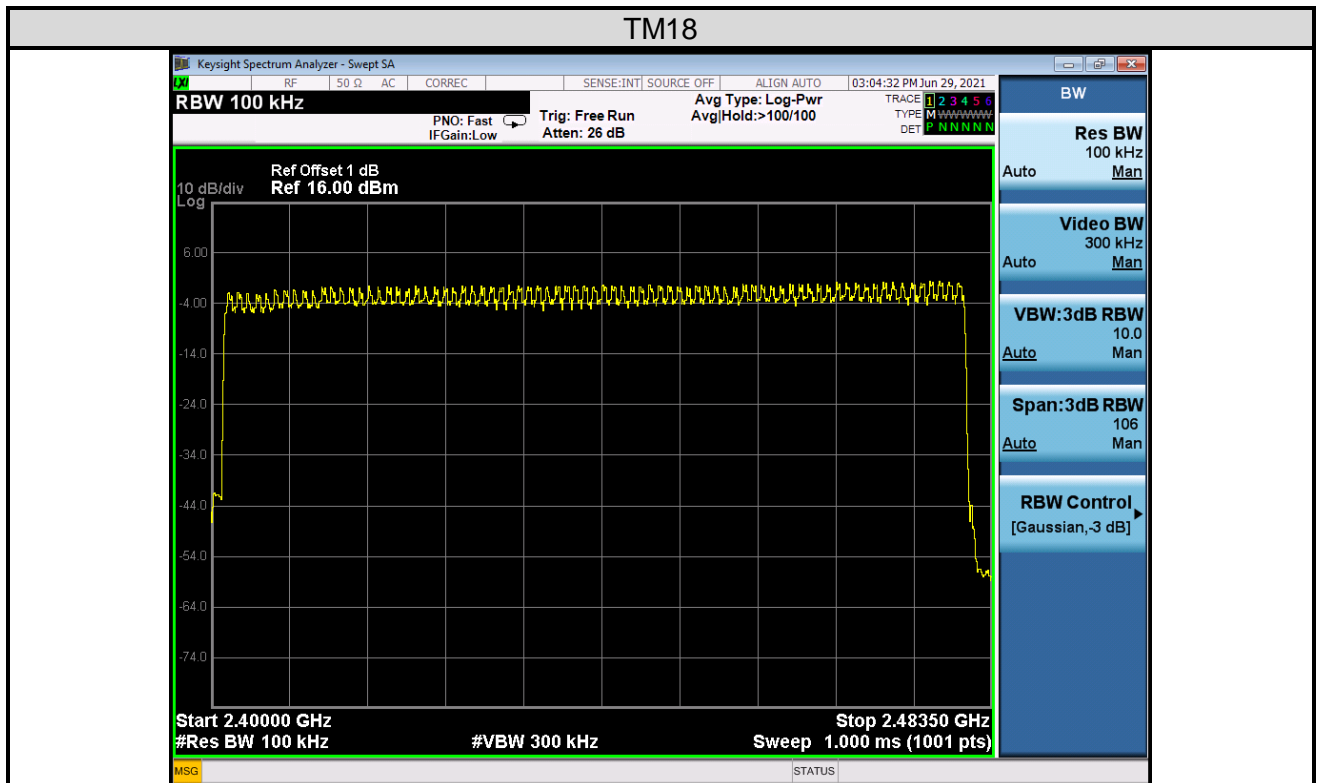 TM18
Keysight Spectrum Analyzer - Swept SA
LXI RF 50 Ω AC CORREC SENSE:INT SOURCE OFF ALIGN AUTO 03:04:32 PM Jun 29, 2021
RBW 100 kHz
PNO: Fast
IFGain:Low
Trig: Free Run
Atten: 26 dB
Avg Type: Log-Pwr
Avg|Hold:>100/100
TRACE 1 2 3 4 5 6
TYPE M WWWWW
DET P N N N N N
Ref Offset 1 dB
10 dB/div Ref 16.00 dBm
Log
6.00
-4.00
-14.0
-24.0
-34.0
-44.0
-54.0
-64.0
-74.0
Start 2.40000 GHz Stop 2.48350 GHz
#Res BW 100 kHz #VBW 300 kHz Sweep 1.000 ms (1001 pts)
MSG STATUS
BW
Res BW
100 kHz
Auto Man
Video BW
300 kHz
Auto Man
VBW:3dB RBW
10.0
Auto Man
Span:3dB RBW
106
Auto Man
RBW Control
[Gaussian,-3 dB]